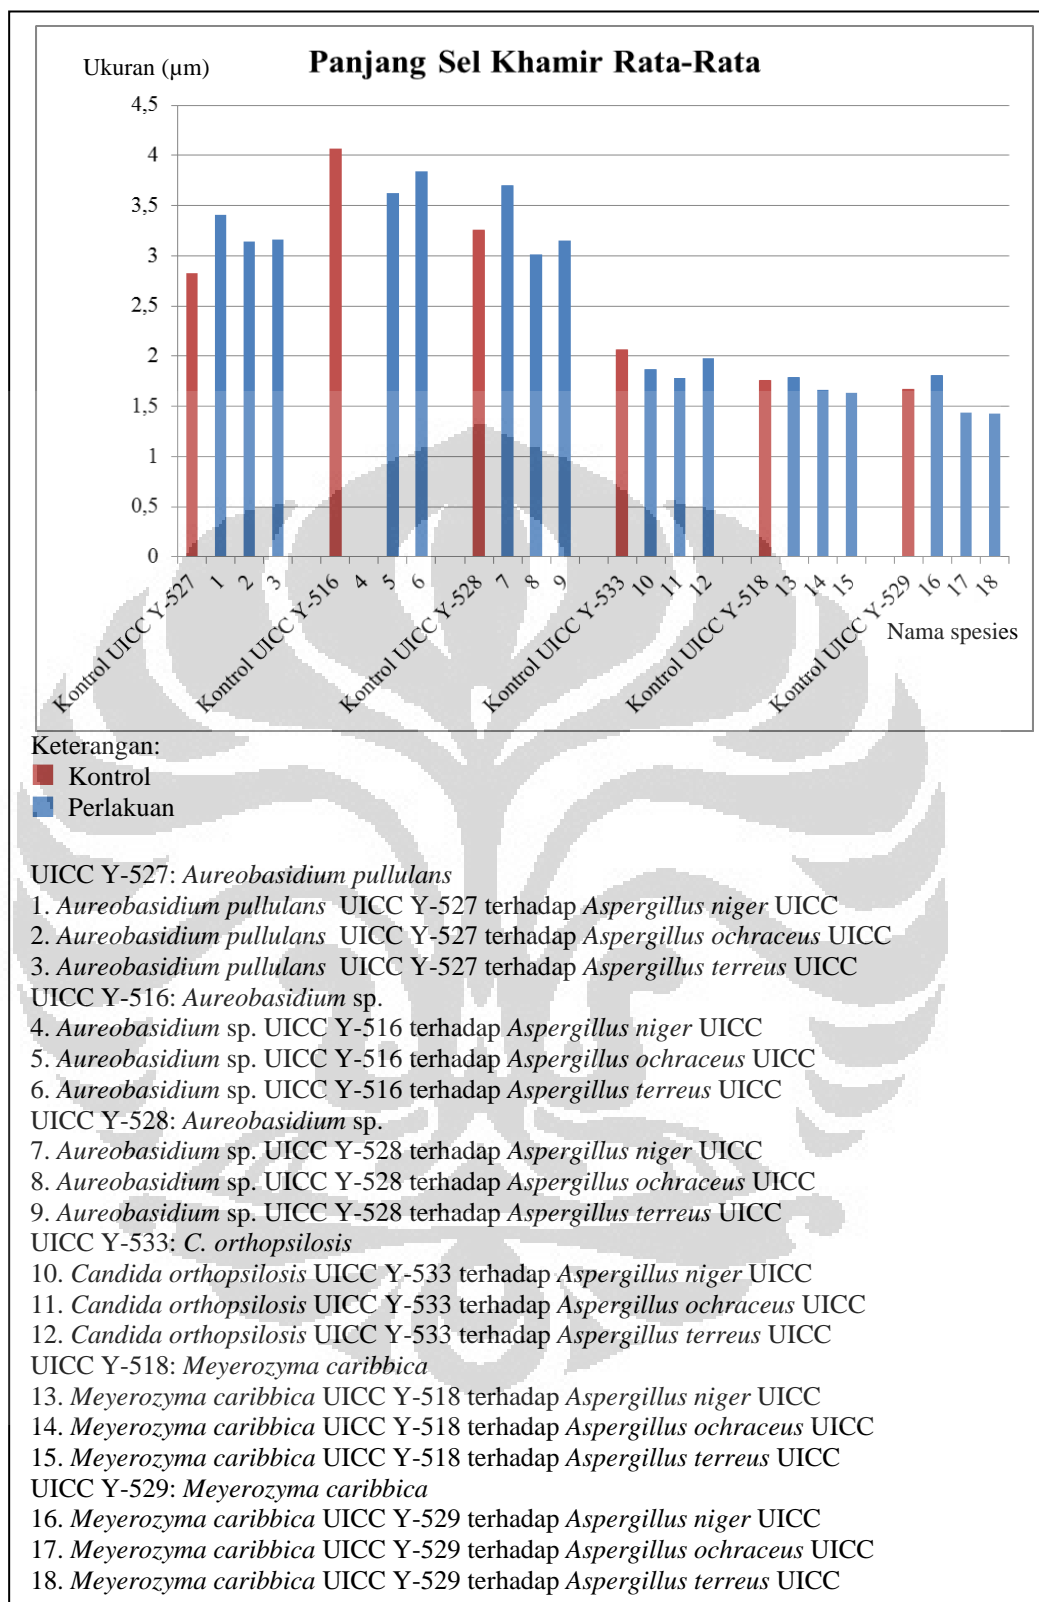 Panjang Sel Khamir Rata-Rata
Ukuran (µm)
4,5
4
3,5
3
2,5
2
1,5
1
0,5
0
Kontrol UICC Y-527
1
2
3
Kontrol UICC Y-516
4
5
6
Kontrol UICC Y-528
7
8
9
Kontrol UICC Y-533
10
11
12
Kontrol UICC Y-518
13
14
15
Kontrol UICC Y-529
16
17
18
Nama spesies
Keterangan:
Kontrol
Perlakuan
UICC Y-527: Aureobasidium pullulans
1. Aureobasidium pullulans UICC Y-527 terhadap Aspergillus niger UICC
2. Aureobasidium pullulans UICC Y-527 terhadap Aspergillus ochraceus UICC
3. Aureobasidium pullulans UICC Y-527 terhadap Aspergillus terreus UICC
UICC Y-516: Aureobasidium sp.
4. Aureobasidium sp. UICC Y-516 terhadap Aspergillus niger UICC
5. Aureobasidium sp. UICC Y-516 terhadap Aspergillus ochraceus UICC
6. Aureobasidium sp. UICC Y-516 terhadap Aspergillus terreus UICC
UICC Y-528: Aureobasidium sp.
7. Aureobasidium sp. UICC Y-528 terhadap Aspergillus niger UICC
8. Aureobasidium sp. UICC Y-528 terhadap Aspergillus ochraceus UICC
9. Aureobasidium sp. UICC Y-528 terhadap Aspergillus terreus UICC
UICC Y-533: C. orthopsilosis
10. Candida orthopsilosis UICC Y-533 terhadap Aspergillus niger UICC
11. Candida orthopsilosis UICC Y-533 terhadap Aspergillus ochraceus UICC
12. Candida orthopsilosis UICC Y-533 terhadap Aspergillus terreus UICC
UICC Y-518: Meyerozyma caribbica
13. Meyerozyma caribbica UICC Y-518 terhadap Aspergillus niger UICC
14. Meyerozyma caribbica UICC Y-518 terhadap Aspergillus ochraceus UICC
15. Meyerozyma caribbica UICC Y-518 terhadap Aspergillus terreus UICC
UICC Y-529: Meyerozyma caribbica
16. Meyerozyma caribbica UICC Y-529 terhadap Aspergillus niger UICC
17. Meyerozyma caribbica UICC Y-529 terhadap Aspergillus ochraceus UICC
18. Meyerozyma caribbica UICC Y-529 terhadap Aspergillus terreus UICC